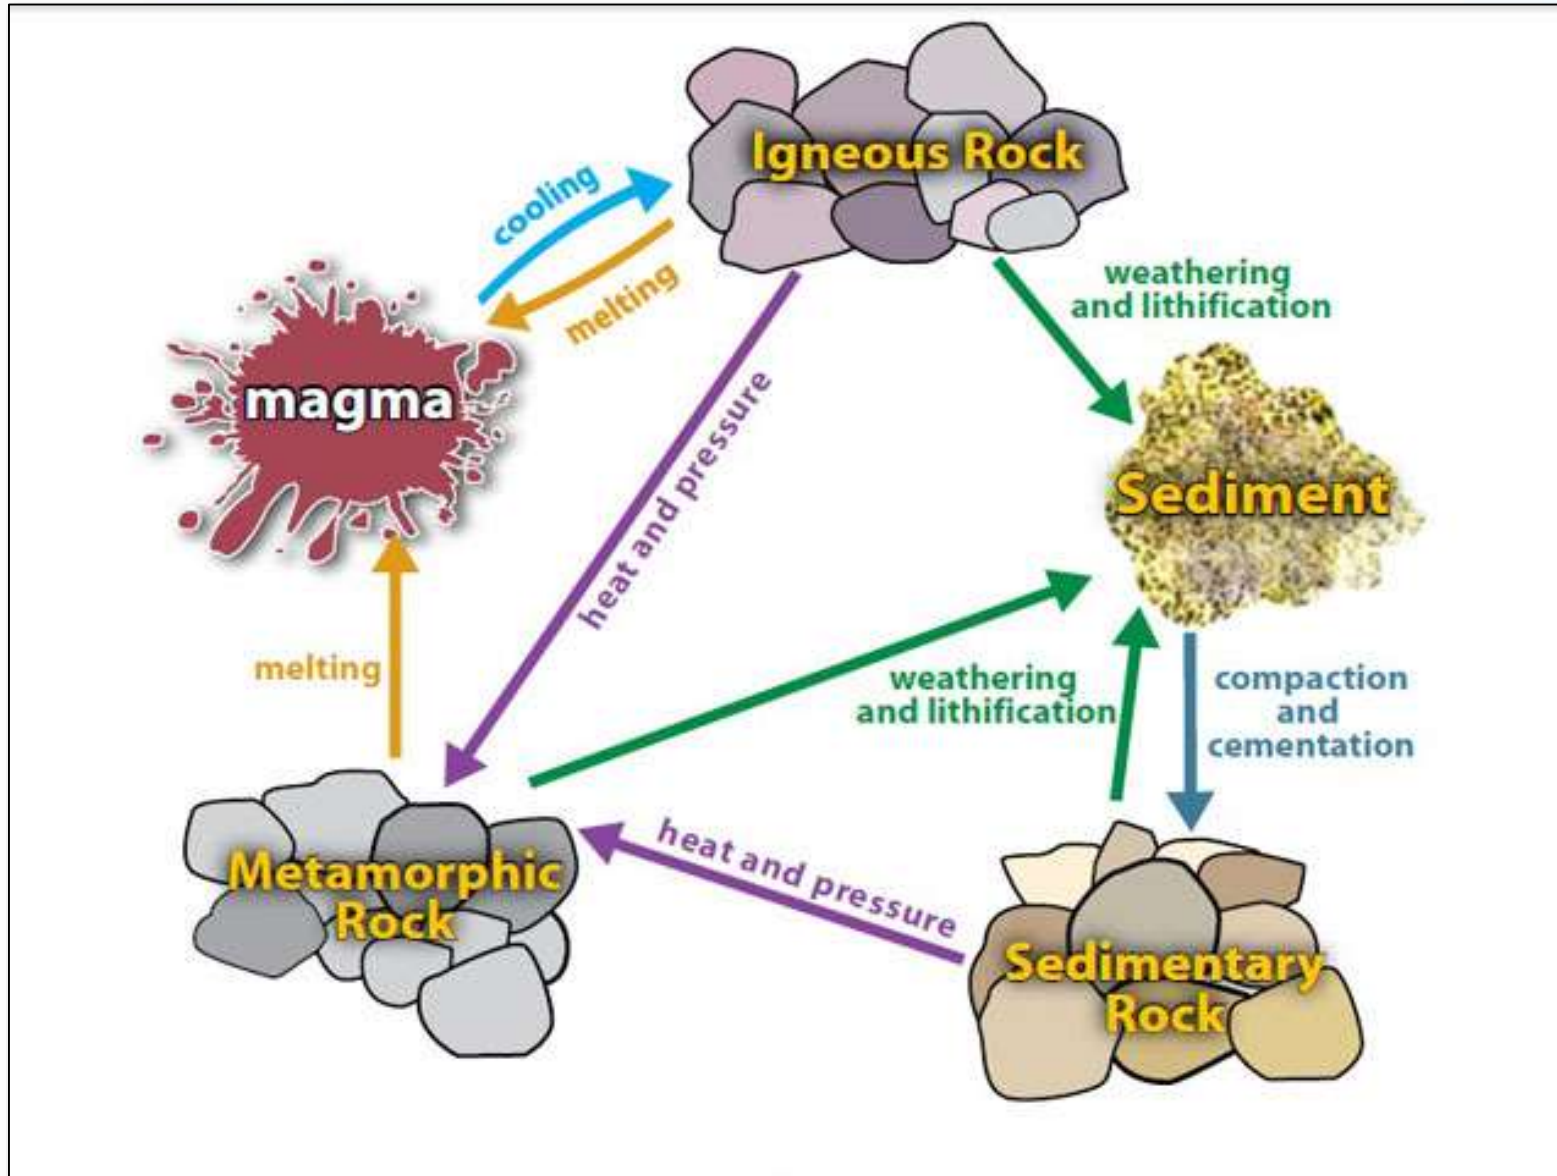 Igneous Rock
cooling
melting
weathering
and lithification
magma
heat and pressure
Sediment
melting
weathering
and lithification
compaction
and
cementation
heat and pressure
Metamorphic
Rock
Sedimentary
Rock